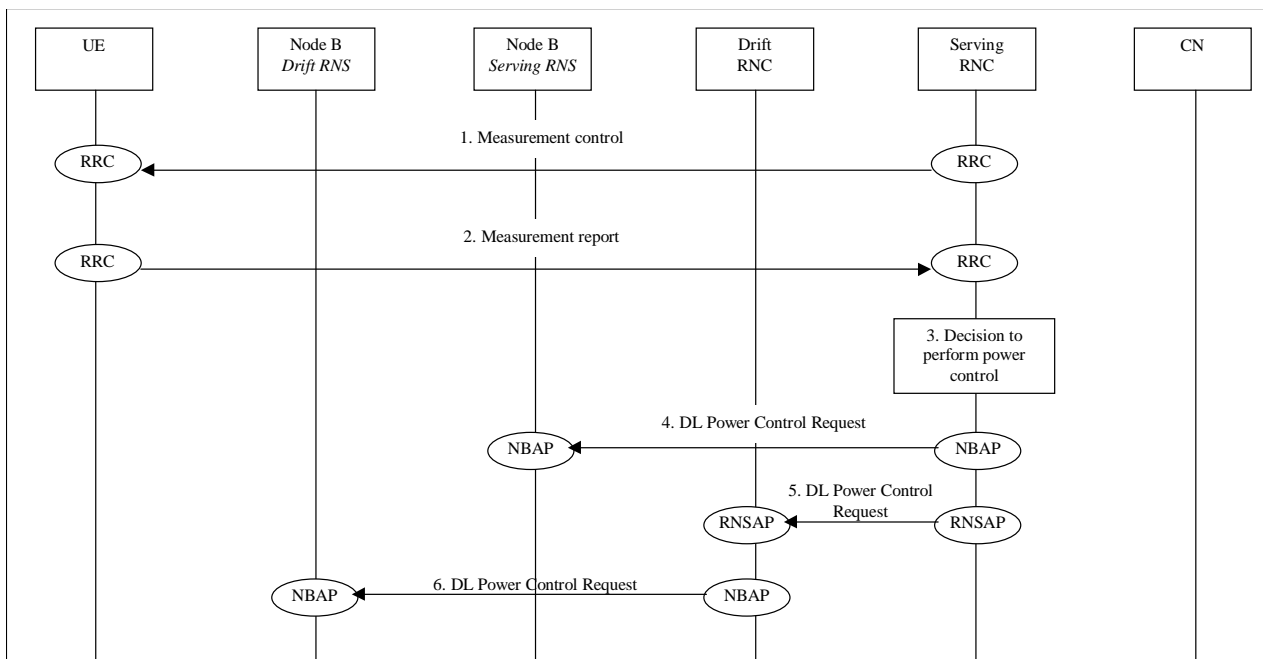 UE
Node B
Drift RNS
Node B
Serving RNS
Drift
RNC
Serving
RNC
CN
1. Measurement control
RRC
RRC
2. Measurement report
RRC
RRC
3. Decision to
perform power
control
4. DL Power Control Request
NBAP
NBAP
5. DL Power Control
Request
RNSAP
RNSAP
6. DL Power Control Request
NBAP
NBAP